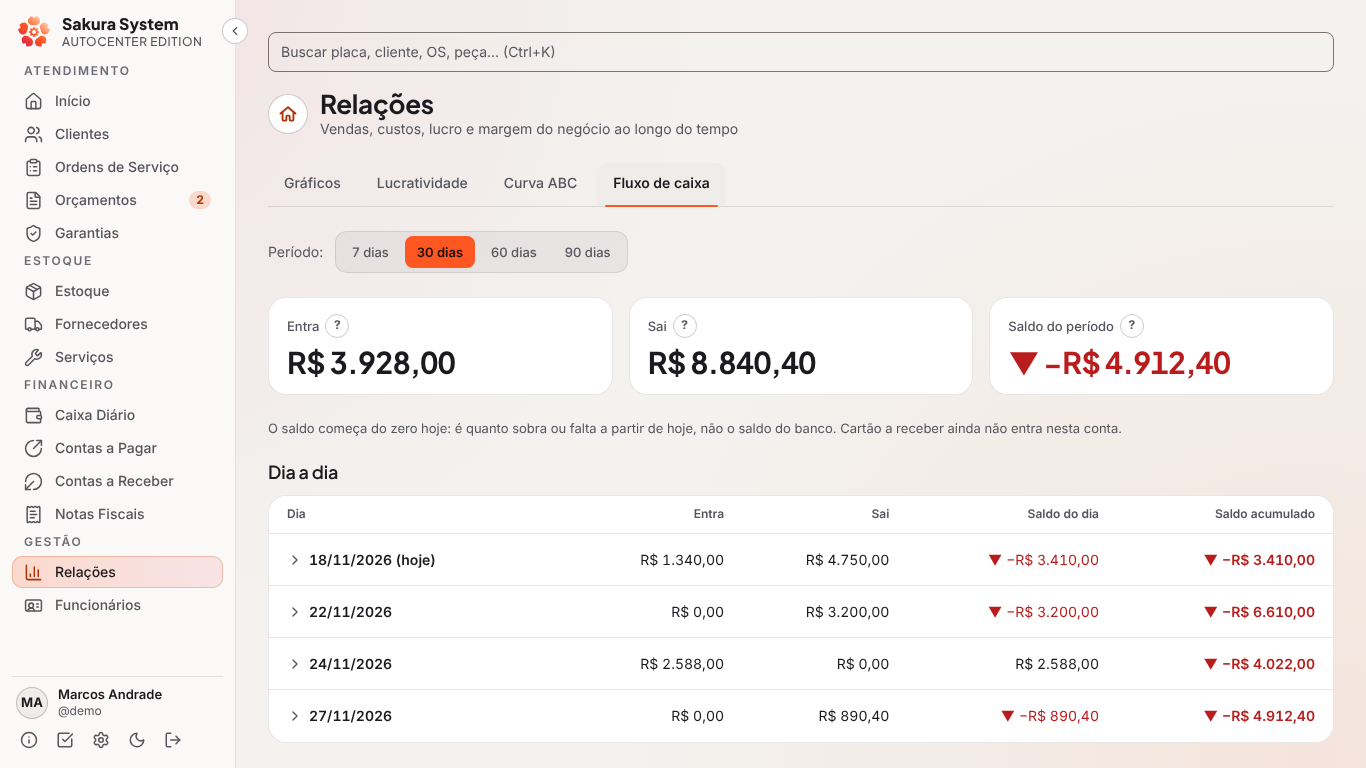 Sakura System
AUTOCENTER EDITION
ATENDIMENTO
Início
Clientes
Ordens de Serviço
Orçamentos 2
Garantias
ESTOQUE
Estoque
Fornecedores
Serviços
FINANCEIRO
Caixa Diário
Contas a Pagar
Contas a Receber
Notas Fiscais
GESTÃO
Relações
Funcionários
MA
Marcos Andrade
@demo
Buscar placa, cliente, OS, peça... (Ctrl+K)
Relações
Vendas, custos, lucro e margem do negócio ao longo do tempo
Gráficos Lucratividade Curva ABC Fluxo de caixa
Período: 7 dias 30 dias 60 dias 90 dias
Entra ?
R$ 3.928,00
Sai ?
R$ 8.840,40
Saldo do período ?
▼ −R$ 4.912,40
O saldo começa do zero hoje: é quanto sobra ou falta a partir de hoje, não o saldo do banco. Cartão a receber ainda não entra nesta conta.
Dia a dia
Dia Entra Sai Saldo do dia Saldo acumulado
18/11/2026 (hoje) R$ 1.340,00 R$ 4.750,00 ▼ −R$ 3.410,00 ▼ −R$ 3.410,00
22/11/2026 R$ 0,00 R$ 3.200,00 ▼ −R$ 3.200,00 ▼ −R$ 6.610,00
24/11/2026 R$ 2.588,00 R$ 0,00 R$ 2.588,00 ▼ −R$ 4.022,00
27/11/2026 R$ 0,00 R$ 890,40 ▼ −R$ 890,40 ▼ −R$ 4.912,40